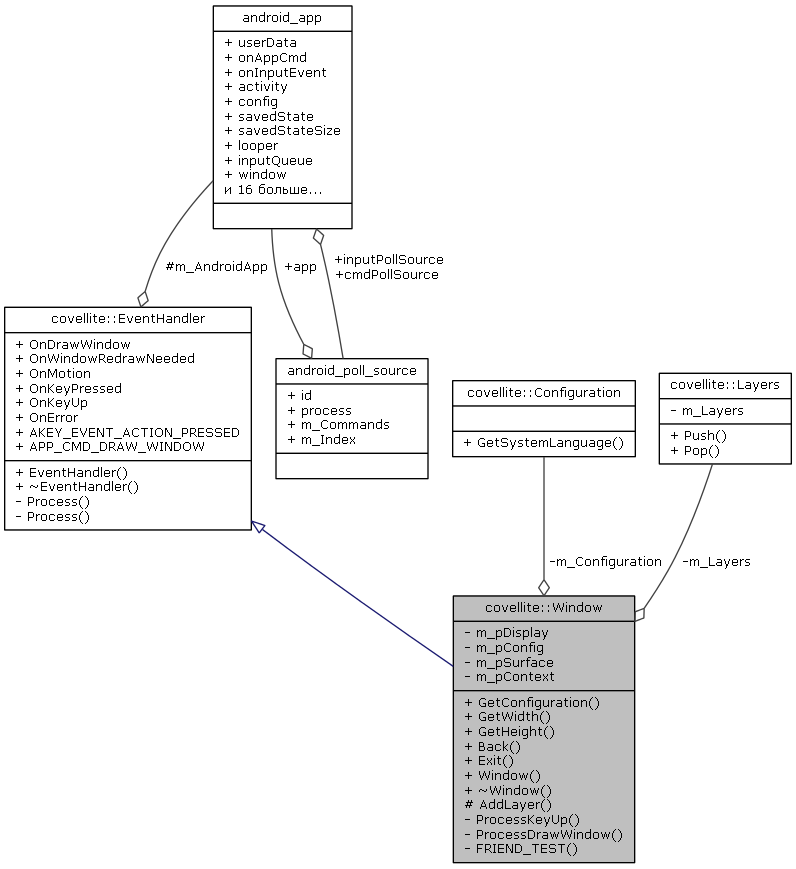 android_app
+ userData
+ onAppCmd
+ onInputEvent
+ activity
+ config
+ savedState
+ savedStateSize
+ looper
+ inputQueue
+ window
и 16 больше...
#m_AndroidApp
+app
+inputPollSource
+cmdPollSource
covellite::EventHandler
+ OnDrawWindow
+ OnWindowRedrawNeeded
+ OnMotion
+ OnKeyPressed
+ OnKeyUp
+ OnError
+ AKEY_EVENT_ACTION_PRESSED
+ APP_CMD_DRAW_WINDOW
+ EventHandler()
+ ~EventHandler()
- Process()
- Process()
android_poll_source
+ id
+ process
+ m_Commands
+ m_Index
covellite::Configuration
+ GetSystemLanguage()
covellite::Layers
- m_Layers
+ Push()
+ Pop()
-m_Configuration
-m_Layers
covellite::Window
- m_pDisplay
- m_pConfig
- m_pSurface
- m_pContext
+ GetConfiguration()
+ GetWidth()
+ GetHeight()
+ Back()
+ Exit()
+ Window()
+ ~Window()
# AddLayer()
- ProcessKeyUp()
- ProcessDrawWindow()
- FRIEND_TEST()